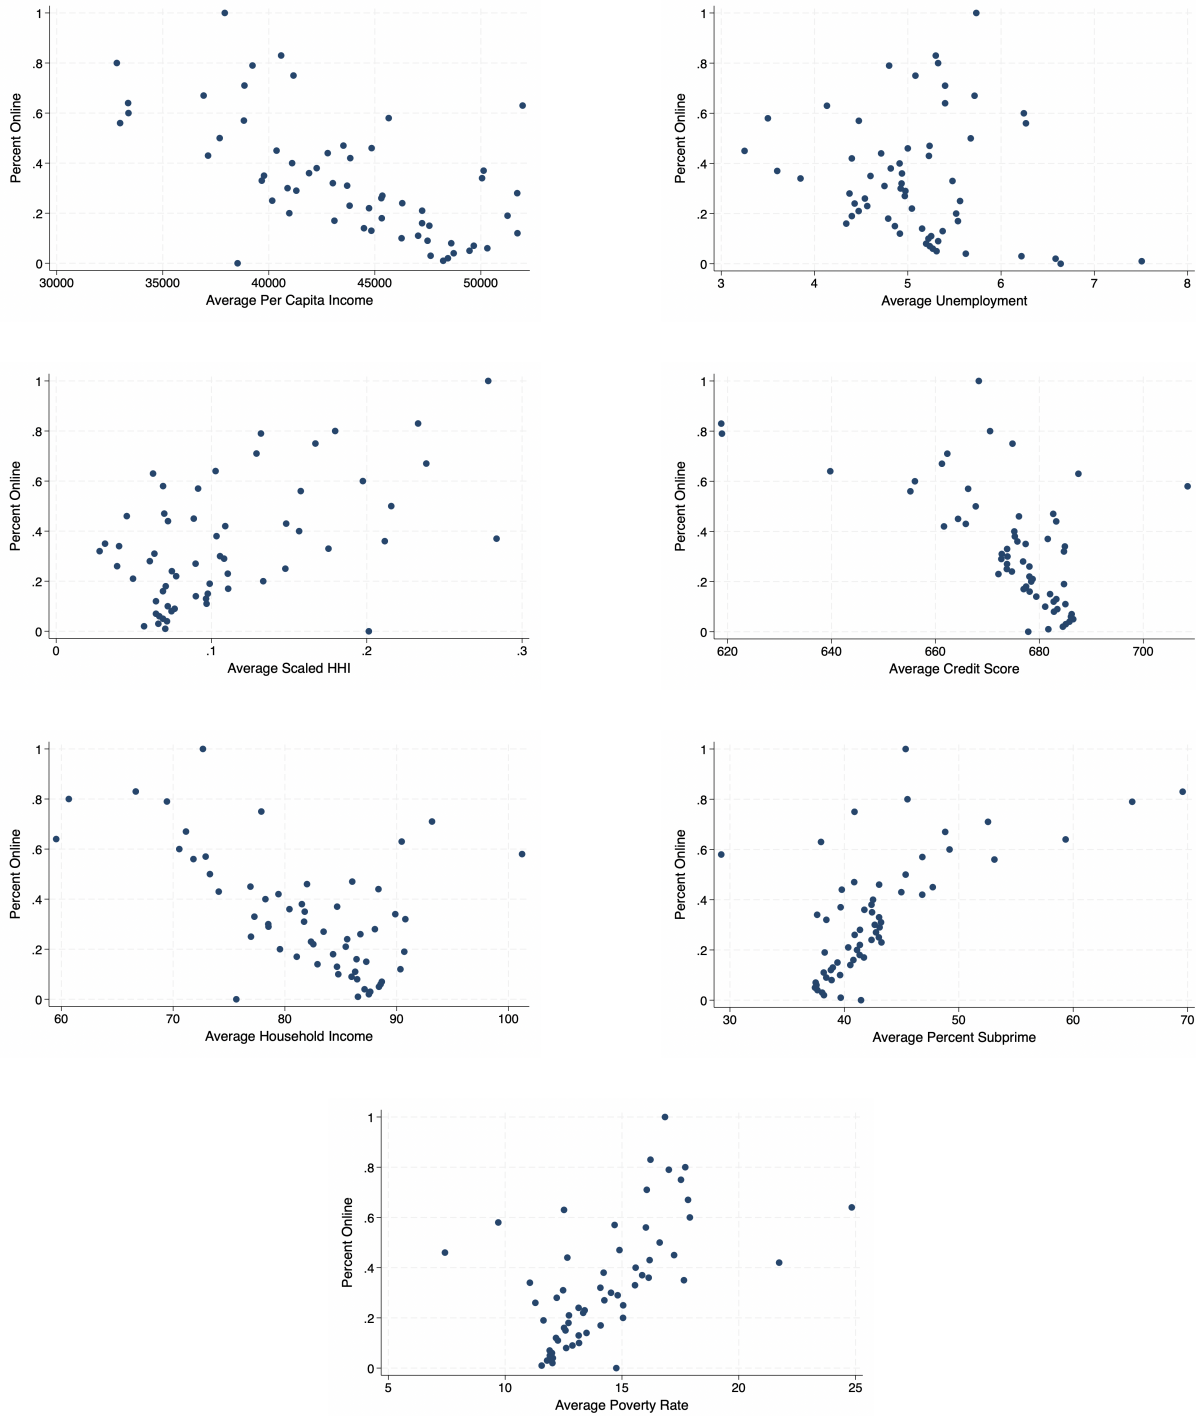 1
.8
.6
.4
.2
0
Percent Online
30000 35000 40000 45000 50000
Average Per Capita Income
1
.8
.6
.4
.2
0
Percent Online
3 4 5 6 7 8
Average Unemployment
1
.8
.6
.4
.2
0
Percent Online
0 .1 .2 .3
Average Scaled HHI
1
.8
.6
.4
.2
0
Percent Online
620 640 660 680 700
Average Credit Score
1
.8
.6
.4
.2
0
Percent Online
60 70 80 90 100
Average Household Income
1
.8
.6
.4
.2
0
Percent Online
30 40 50 60 70
Average Percent Subprime
1
.8
.6
.4
.2
0
Percent Online
5 10 15 20 25
Average Poverty Rate